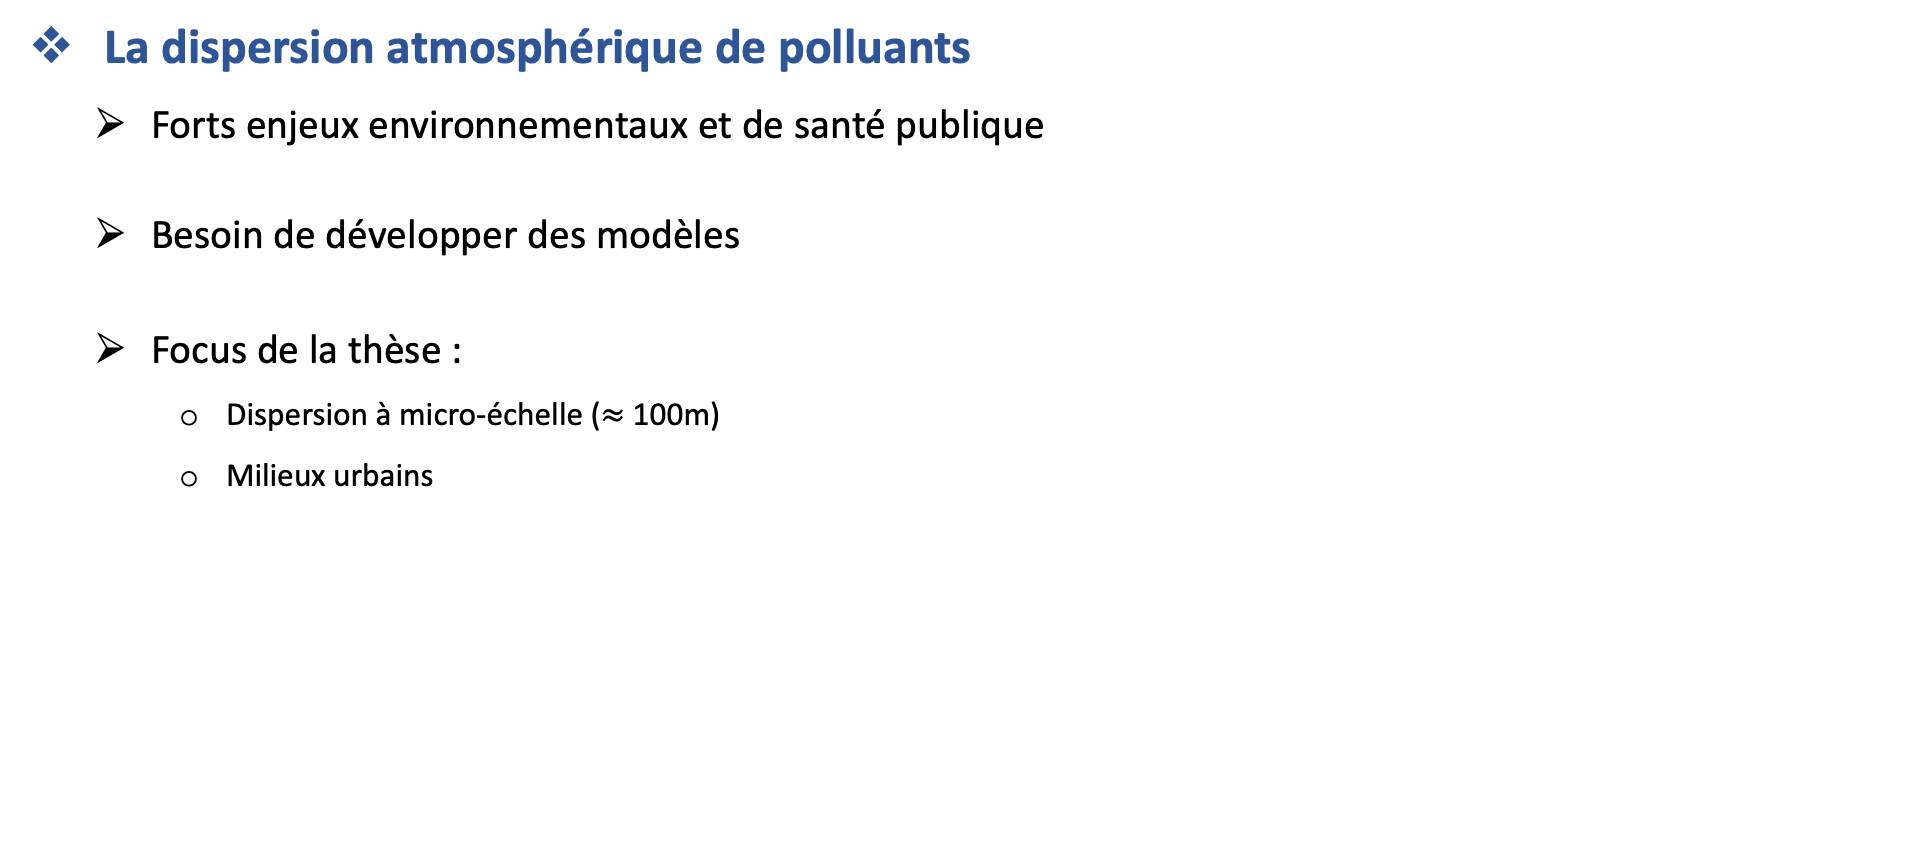 ❖ La dispersion atmosphérique de polluants
➢ Forts enjeux environnementaux et de santé publique
➢ Besoin de développer des modèles
➢ Focus de la thèse :
o Dispersion à micro-échelle (≈ 100m)
o Milieux urbains